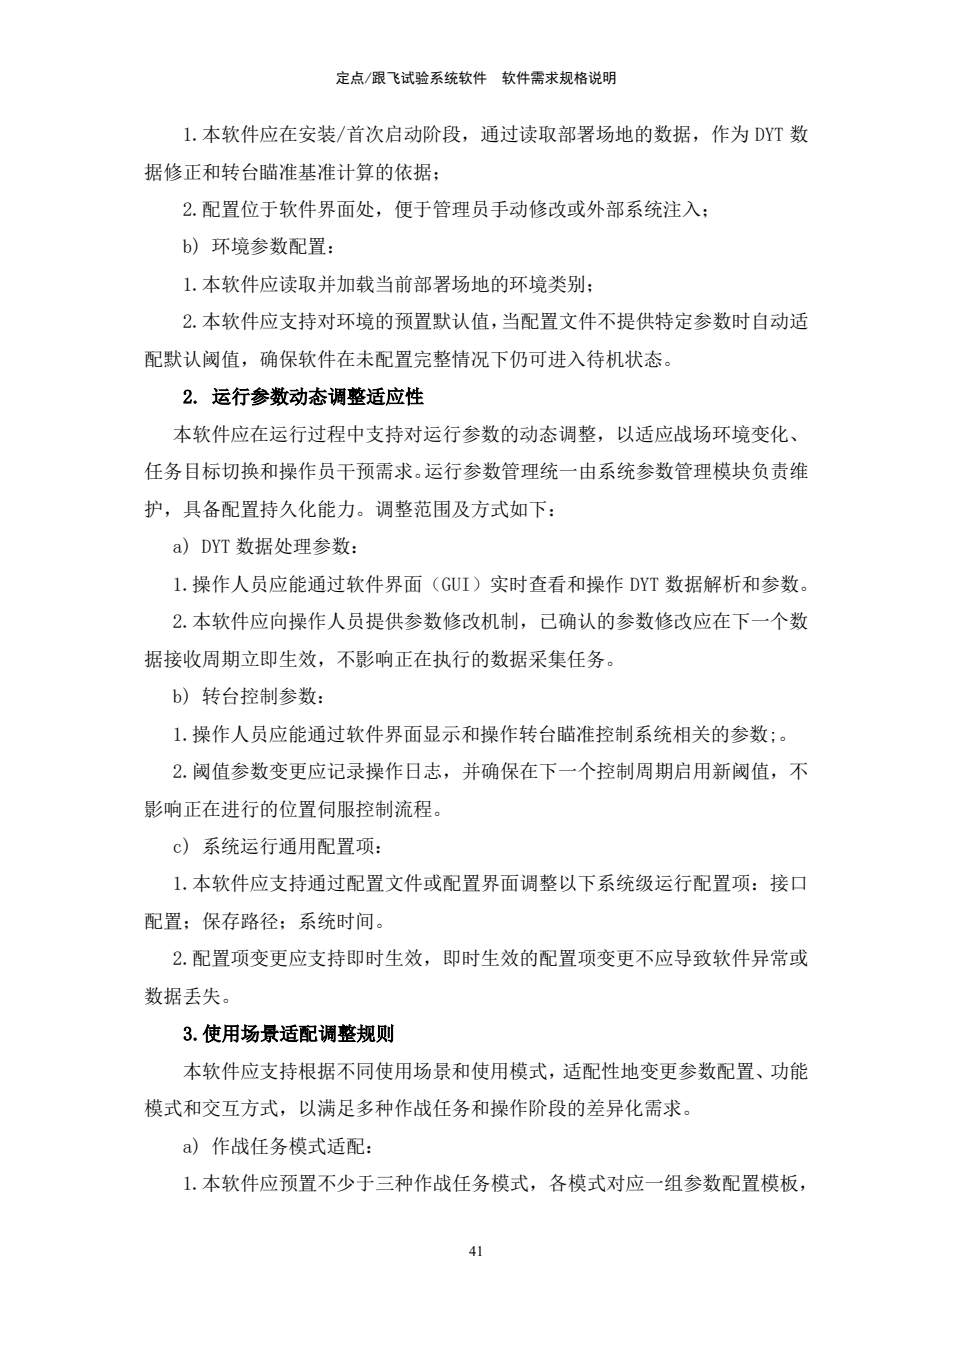 定点/跟飞试验系统软件　软件需求规格说明
1.本软件应在安装/首次启动阶段，通过读取部署场地的数据，作为 DYT 数
据修正和转台瞄准基准计算的依据；
2.配置位于软件界面处，便于管理员手动修改或外部系统注入；
b) 环境参数配置：
1.本软件应读取并加载当前部署场地的环境类别；
2.本软件应支持对环境的预置默认值，当配置文件不提供特定参数时自动适
配默认阈值，确保软件在未配置完整情况下仍可进入待机状态。
2. 运行参数动态调整适应性
本软件应在运行过程中支持对运行参数的动态调整，以适应战场环境变化、
任务目标切换和操作员干预需求。运行参数管理统一由系统参数管理模块负责维
护，具备配置持久化能力。调整范围及方式如下：
a) DYT 数据处理参数：
1.操作人员应能通过软件界面（GUI）实时查看和操作 DYT 数据解析和参数。
2.本软件应向操作人员提供参数修改机制，已确认的参数修改应在下一个数
据接收周期立即生效，不影响正在执行的数据采集任务。
b) 转台控制参数：
1.操作人员应能通过软件界面显示和操作转台瞄准控制系统相关的参数;。
2.阈值参数变更应记录操作日志，并确保在下一个控制周期启用新阈值，不
影响正在进行的位置伺服控制流程。
c) 系统运行通用配置项：
1.本软件应支持通过配置文件或配置界面调整以下系统级运行配置项：接口
配置；保存路径；系统时间。
2.配置项变更应支持即时生效，即时生效的配置项变更不应导致软件异常或
数据丢失。
3.使用场景适配调整规则
本软件应支持根据不同使用场景和使用模式，适配性地变更参数配置、功能
模式和交互方式，以满足多种作战任务和操作阶段的差异化需求。
a) 作战任务模式适配：
1.本软件应预置不少于三种作战任务模式，各模式对应一组参数配置模板，
41